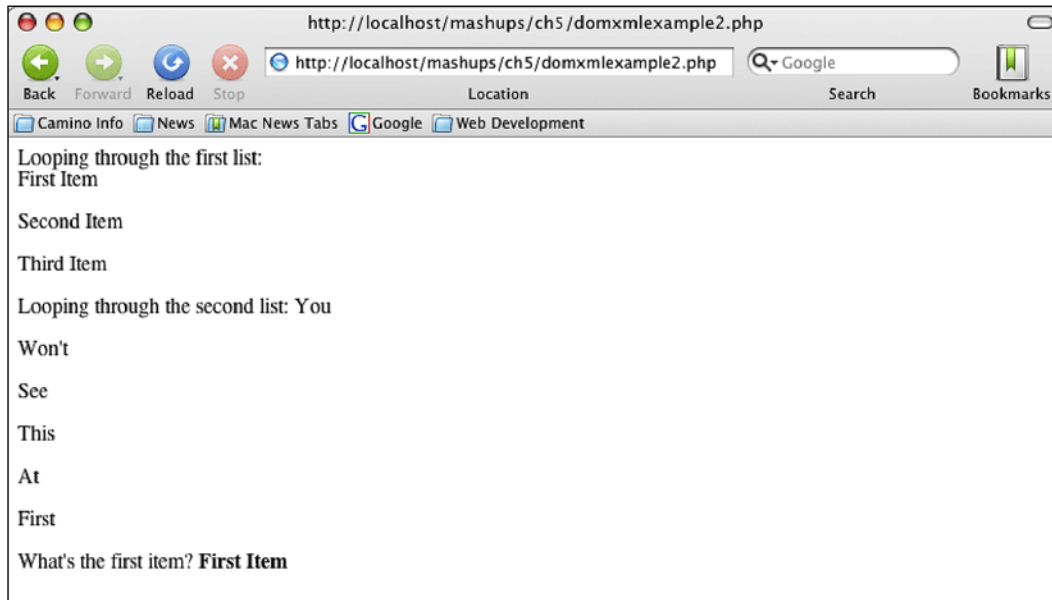 http://localhost/mashups/ch5/domxmlexample2.php
http://localhost/mashups/ch5/domxmlexample2.php Google
Back Forward Reload Stop Location Search Bookmarks
Camino Info News Mac News Tabs G Google Web Development
Looping through the first list:
First Item
Second Item
Third Item
Looping through the second list: You
Won't
See
This
At
First
What's the first item? First Item